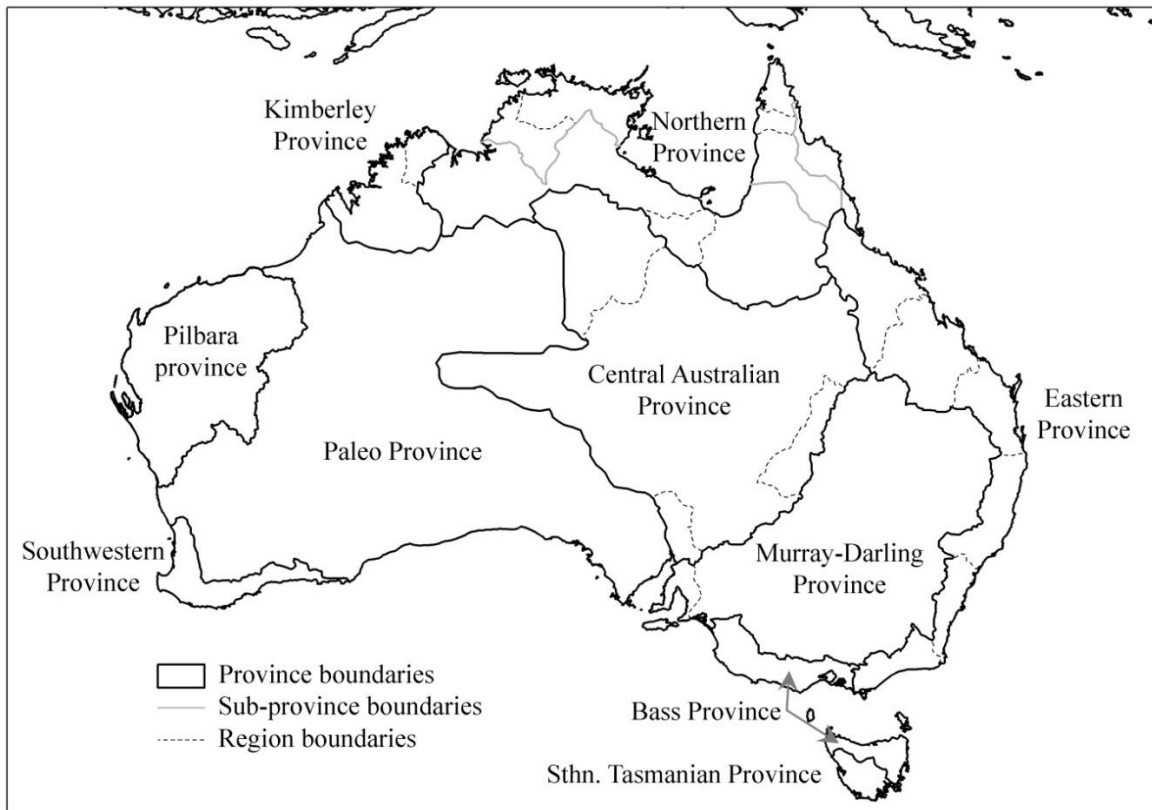 Kimberley
Province
Northern
Province
Pilbara
province
Central Australian
Province
Eastern
Province
Paleo Province
Southwestern
Province
Murray-Darling
Province
Province boundaries
Sub-province boundaries
Region boundaries
Bass Province
Sthn. Tasmanian Province